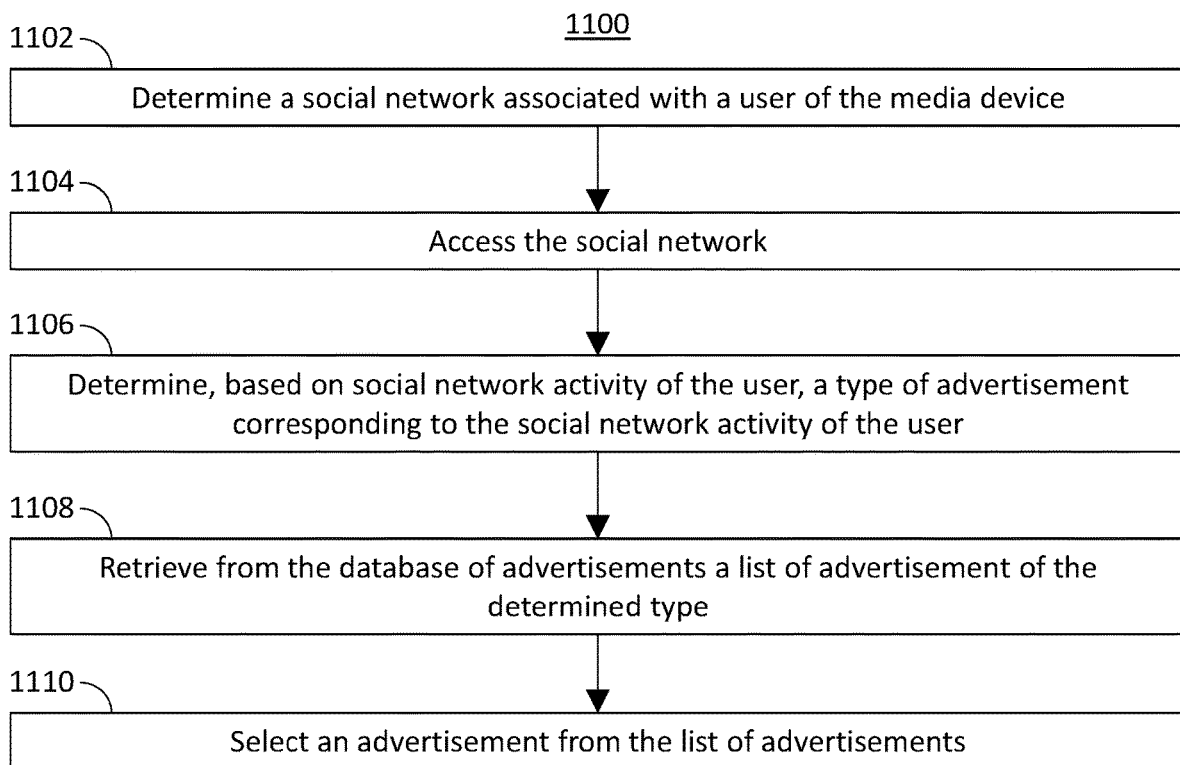 1100
1102
Determine a social network associated with a user of the media device
1104
Access the social network
1106
Determine, based on social network activity of the user, a type of advertisement
corresponding to the social network activity of the user
1108
Retrieve from the database of advertisements a list of advertisement of the
determined type
1110
Select an advertisement from the list of advertisements